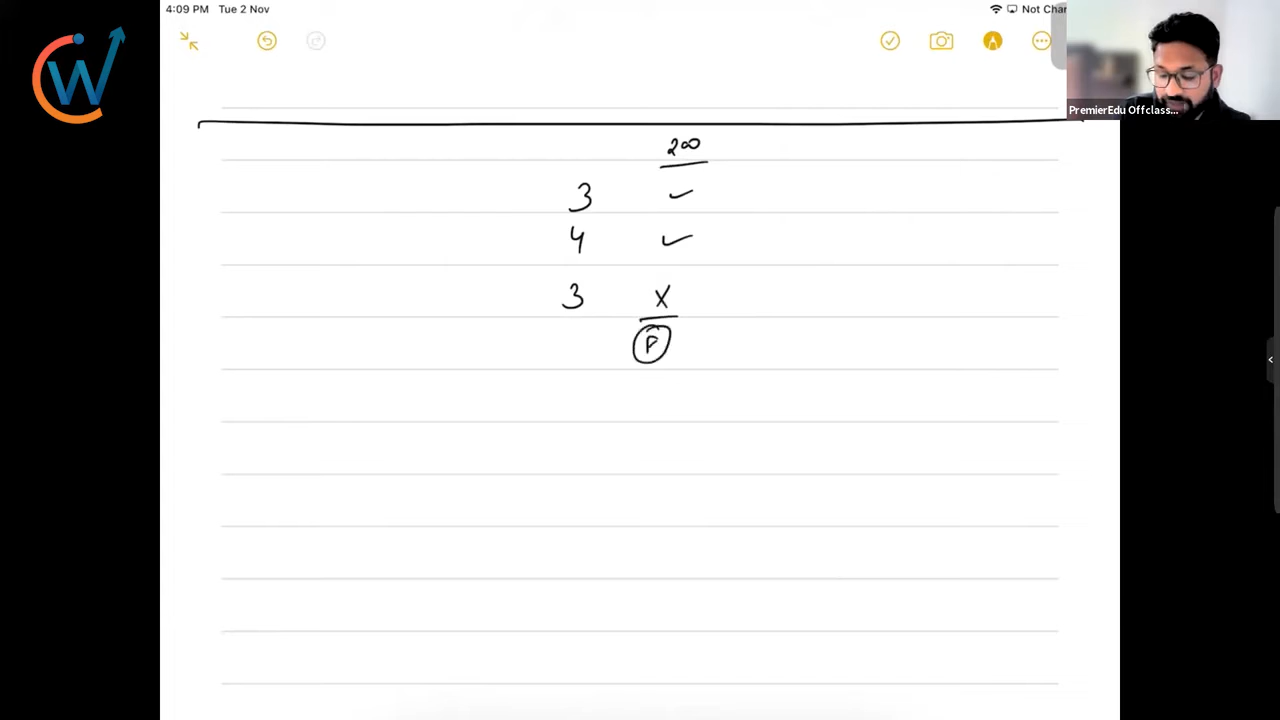 4:09 PM Tue 2 Nov
Not Char
W
PremierEdu Offclass...
200
3 ✓
4 ✓
3 X
F